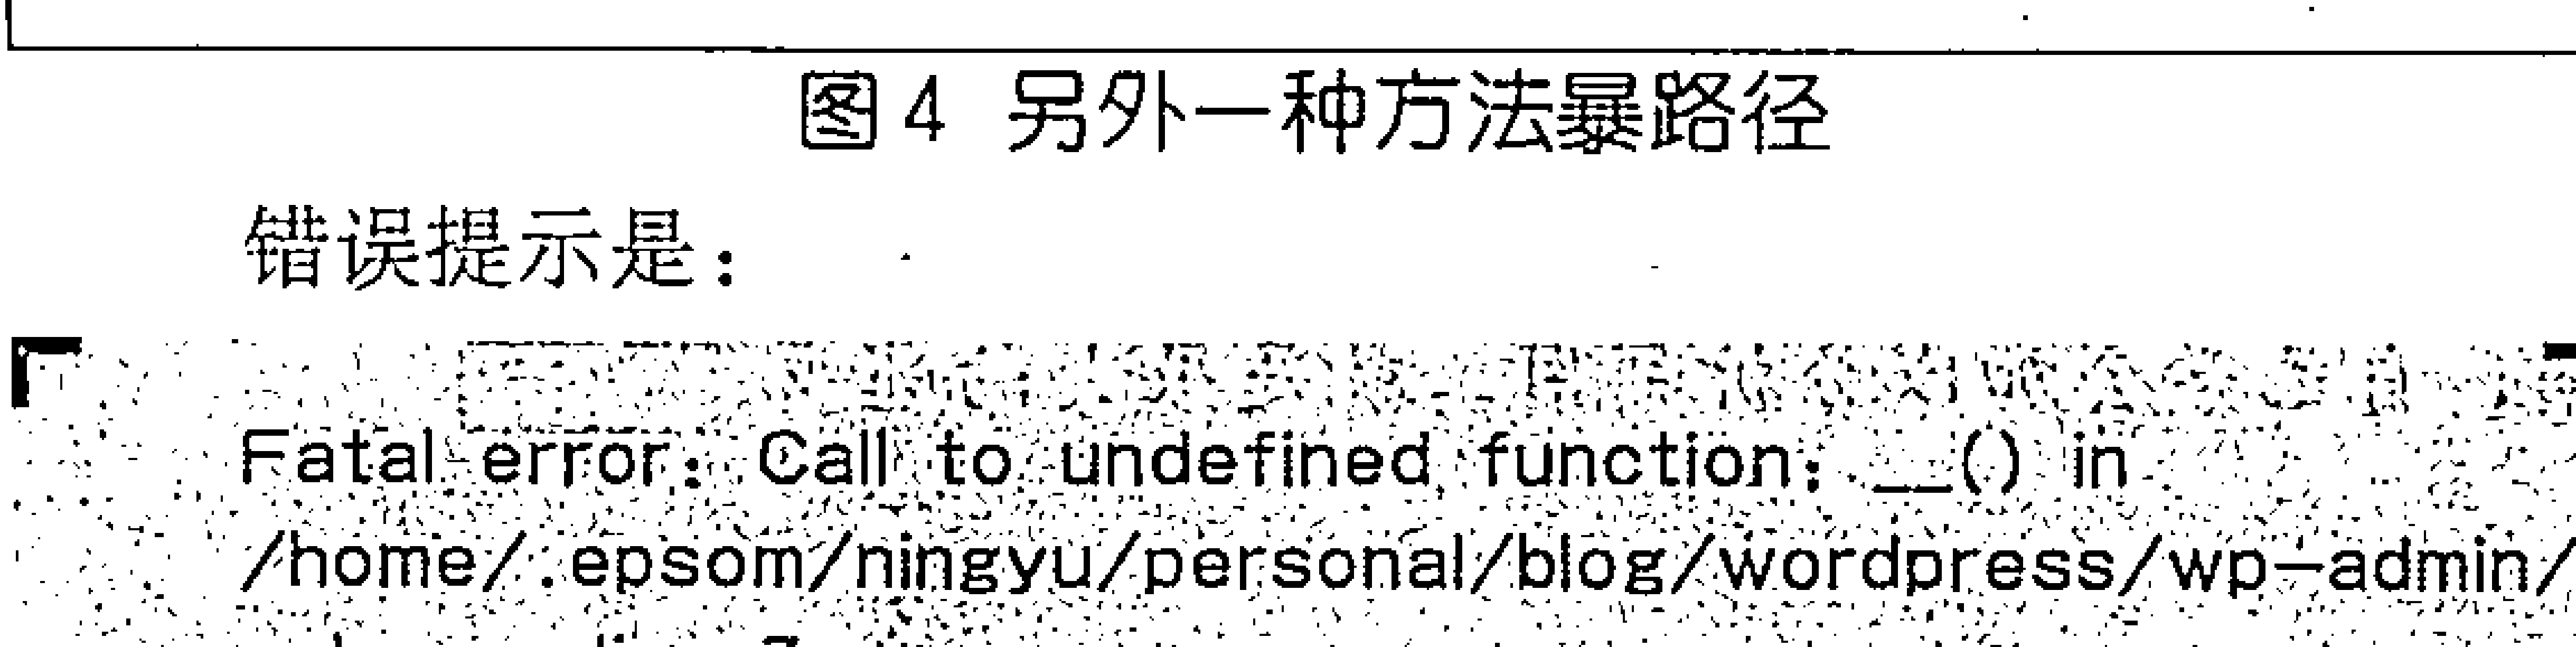 图4 另外一种方法暴路径
错误提示是：
Fatal error: Call to undefined function: __() in
/home/.epsom/ningyu/personal/blog/wordpress/wp-admin/